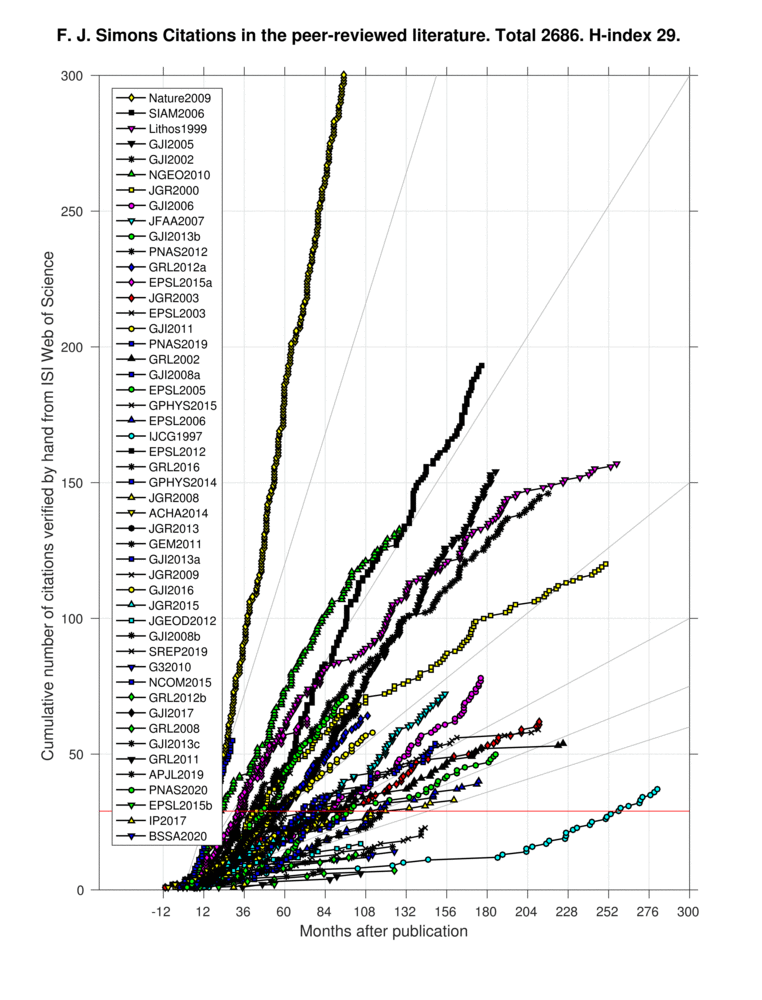 F. J. Simons Citations in the peer-reviewed literature. Total 2686. H-index 29.
300
250
200
150
100
50
0
Cumulative number of citations verified by hand from ISI Web of Science
Nature2009
SIAM2006
Lithos1999
GJI2005
GJI2002
NGEO2010
JGR2000
GJI2006
JFAA2007
GJI2013b
PNAS2012
GRL2012a
EPSL2015a
JGR2003
EPSL2003
GJI2011
PNAS2019
GRL2002
GJI2008a
EPSL2005
GPHYS2015
EPSL2006
IJCG1997
EPSL2012
GRL2016
GPHYS2014
JGR2008
ACHA2014
JGR2013
GEM2011
GJI2013a
JGR2009
GJI2016
JGR2015
JGEOD2012
GJI2008b
SREP2019
G32010
NCOM2015
GRL2012b
GJI2017
GRL2008
GJI2013c
GRL2011
APJL2019
PNAS2020
EPSL2015b
IP2017
BSSA2020
-12 12 36 60 84 108 132 156 180 204 228 252 276 300
Months after publication